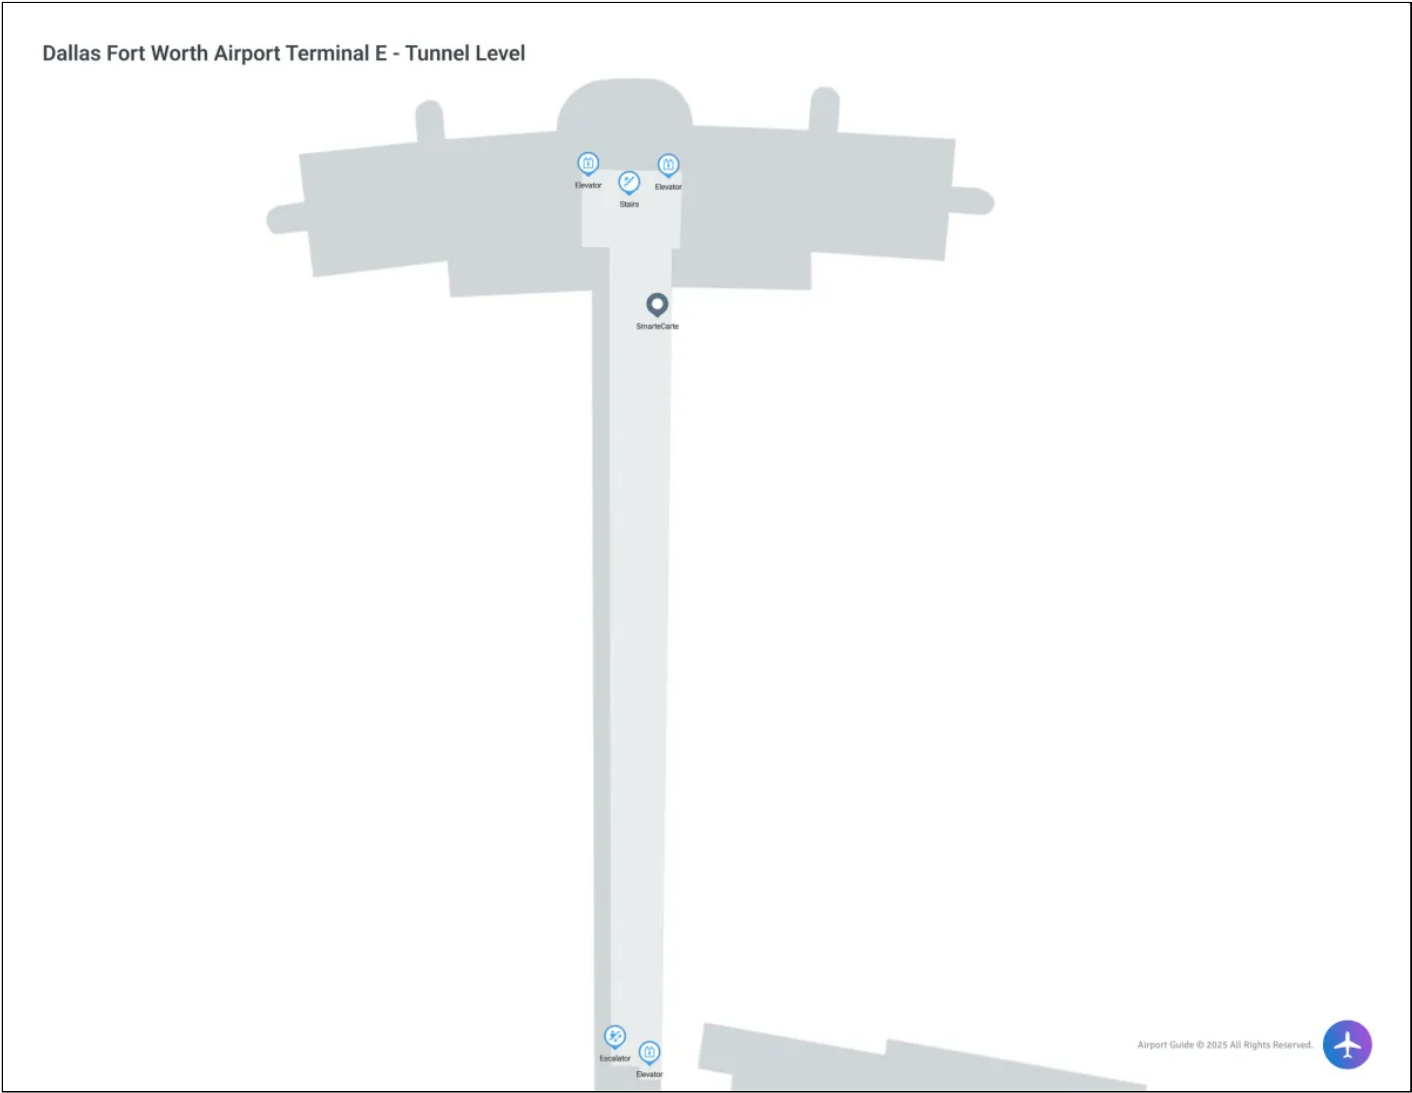 Dallas Fort Worth Airport Terminal E - Tunnel Level
Elevator
Elevator
Stairs
SmarteCarte
Escalator
Elevator
Airport Guide © 2025 All Rights Reserved.